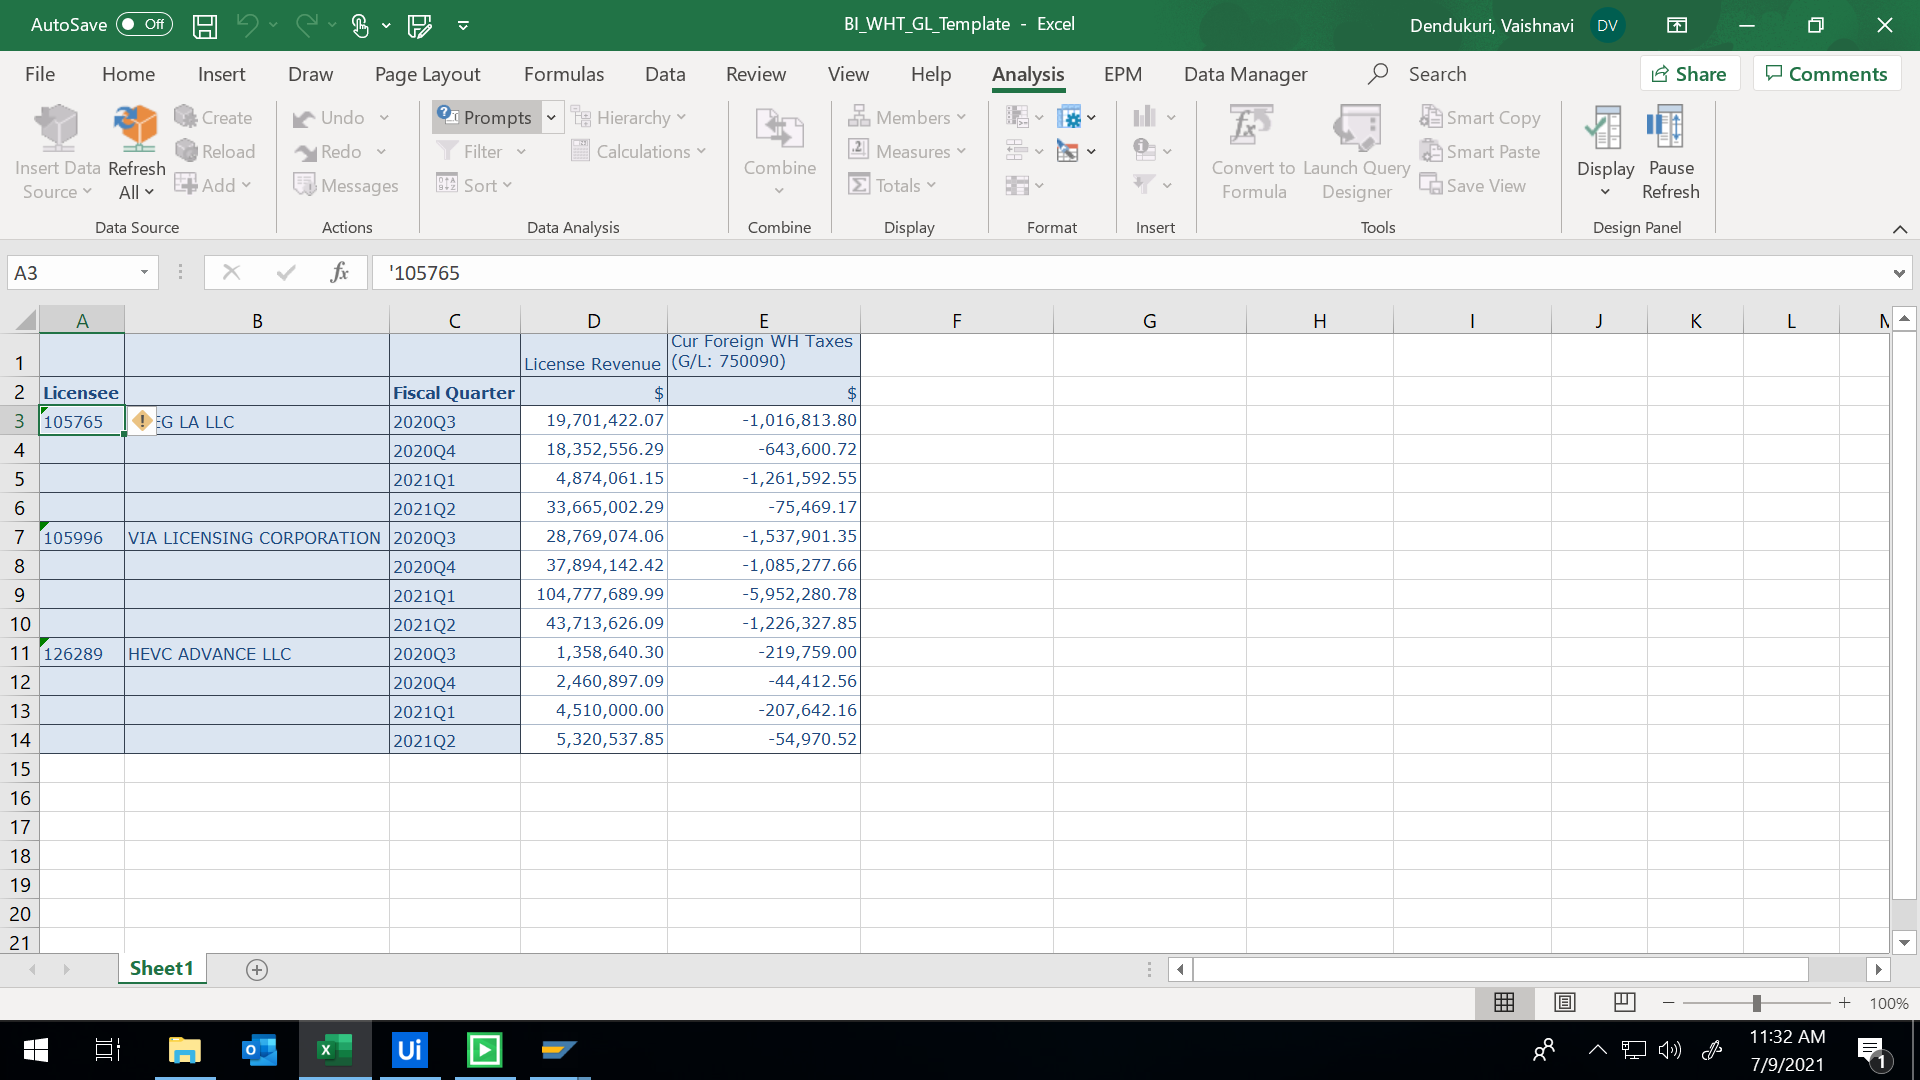 AutoSave Off
BI_WHT_GL_Template - Excel
Dendukuri, Vaishnavi DV
File Home Insert Draw Page Layout Formulas Data Review View Help Analysis EPM Data Manager Search Share Comments
Insert Data Source
Refresh All
Create
Reload
Add
Data Source
Undo
Redo
Messages
Actions
Prompts
Filter
Sort
Hierarchy
Calculations
Data Analysis
Combine
Combine
Members
Measures
Totals
Display
Format
Insert
Convert to Formula
Launch Query Designer
Smart Copy
Smart Paste
Save View
Tools
Display
Pause Refresh
Design Panel
A3 fx '105765
A B C D E F G H I J K L
1 License Revenue Cur Foreign WH Taxes (G/L: 750090)
2 Licensee Fiscal Quarter $ $
3 105765 EG LA LLC 2020Q3 19,701,422.07 -1,016,813.80
4 2020Q4 18,352,556.29 -643,600.72
5 2021Q1 4,874,061.15 -1,261,592.55
6 2021Q2 33,665,002.29 -75,469.17
7 105996 VIA LICENSING CORPORATION 2020Q3 28,769,074.06 -1,537,901.35
8 2020Q4 37,894,142.42 -1,085,277.66
9 2021Q1 104,777,689.99 -5,952,280.78
10 2021Q2 43,713,626.09 -1,226,327.85
11 126289 HEVC ADVANCE LLC 2020Q3 1,358,640.30 -219,759.00
12 2020Q4 2,460,897.09 -44,412.56
13 2021Q1 4,510,000.00 -207,642.16
14 2021Q2 5,320,537.85 -54,970.52
15
16
17
18
19
20
21
Sheet1
100%
Ui
11:32 AM
7/9/2021
1